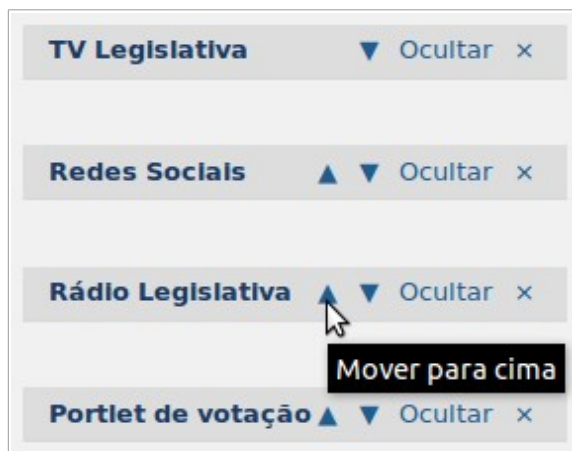 TV Legislativa ▼ Ocultar ×
Redes Sociais ▲ ▼ Ocultar ×
Rádio Legislativa ▲ ▼ Ocultar ×
Mover para cima
Portlet de votação ▲ ▼ Ocultar ×